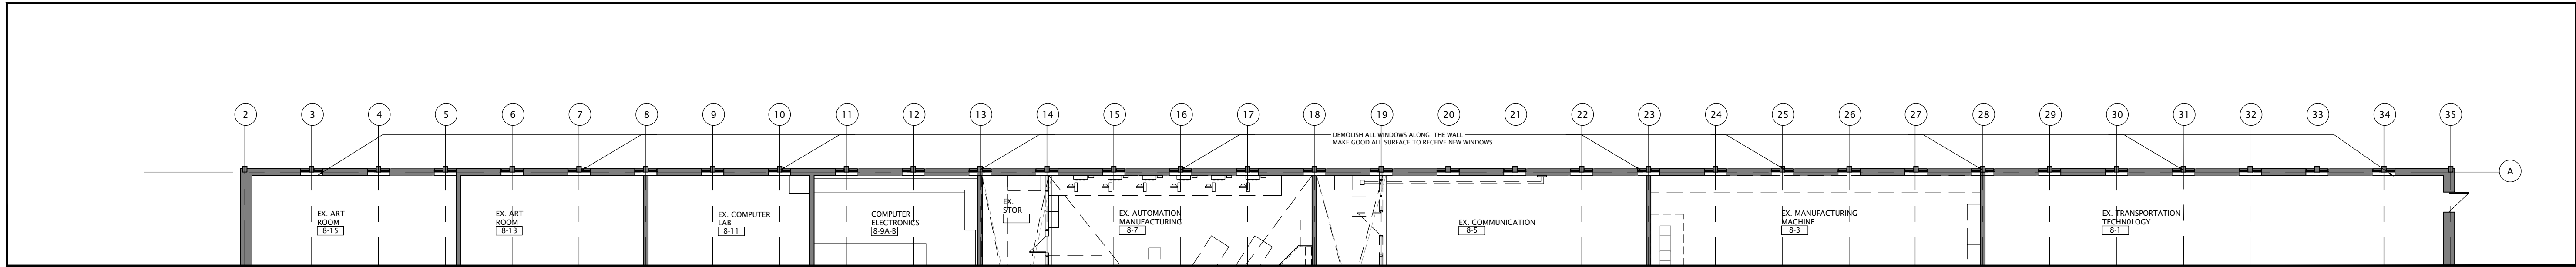 2 3 4 5 6 7 8 9 10 11 12 13 14 15 16 17 18 19 20 21 22 23 24 25 26 27 28 29 30 31 32 33 34 35
DEMOLISH ALL WINDOWS ALONG THE WALL
MAKE GOOD ALL SURFACE TO RECEIVE NEW WINDOWS
A
EX. ART
ROOM
8-15
EX. ART
ROOM
8-13
EX. COMPUTER
LAB
8-11
COMPUTER
ELECTRONICS
8-9A-B
EX.
STOR
EX. AUTOMATION
MANUFACTURING
8-7
EX. COMMUNICATION
8-5
EX. MANUFACTURING
MACHINE
8-3
EX. TRANSPORTATION
TECHNOLOGY
8-1